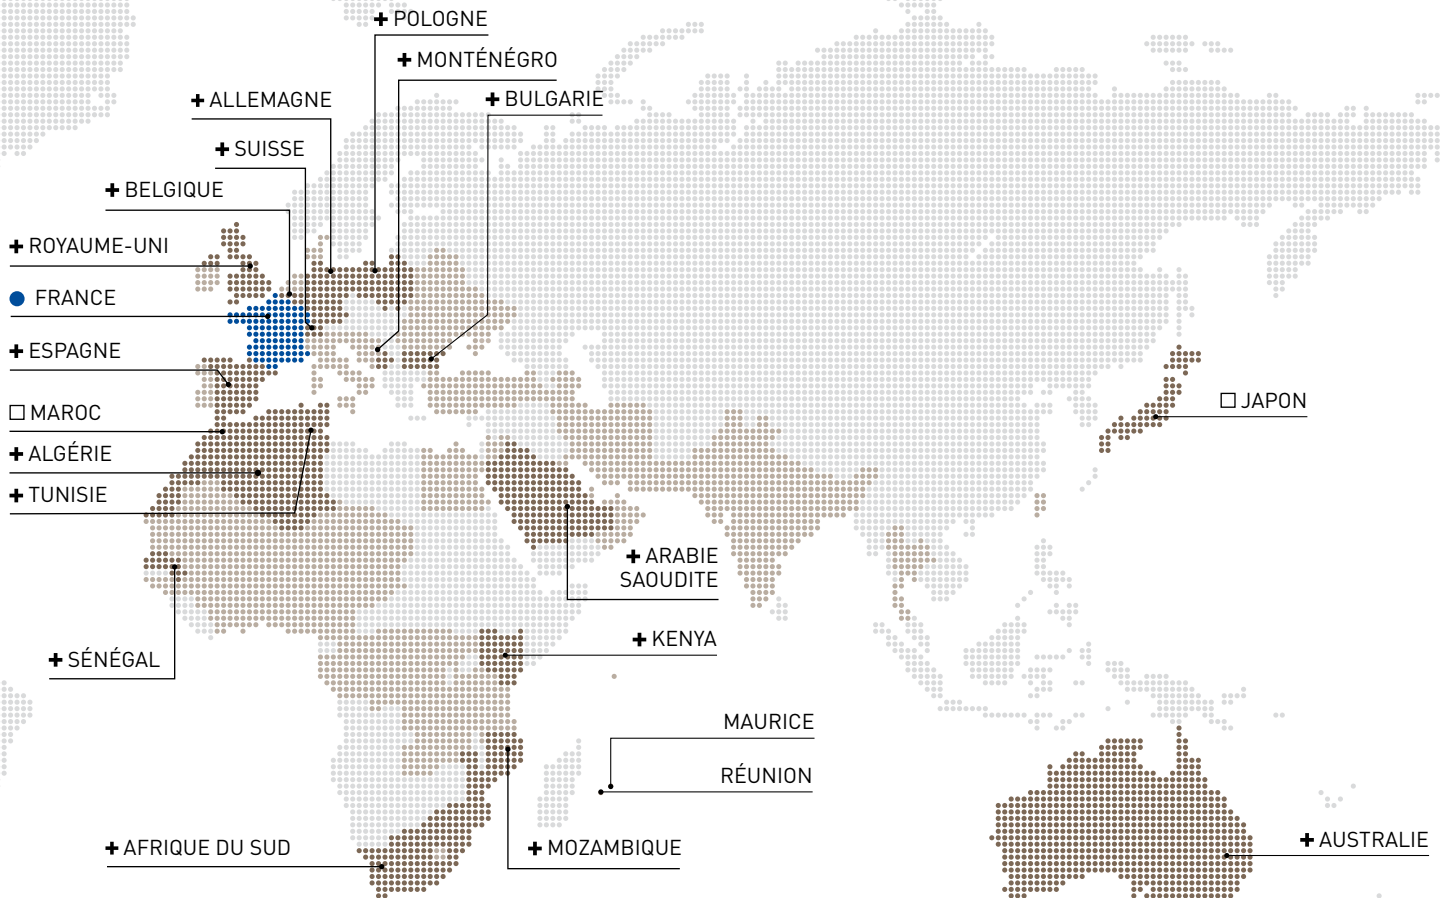 + POLOGNE
+ MONTÉNÉGRO
+ ALLEMAGNE
+ BULGARIE
+ SUISSE
+ BELGIQUE
+ ROYAUME-UNI
● FRANCE
+ ESPAGNE
□ MAROC
□ JAPON
+ ALGÉRIE
+ TUNISIE
+ ARABIE
SAOUDITE
+ KENYA
+ SÉNÉGAL
MAURICE
RÉUNION
+ AFRIQUE DU SUD
+ MOZAMBIQUE
+ AUSTRALIE